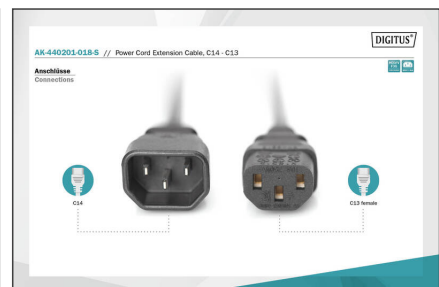 DIGITUS®
AK-440201-018-S // Power Cord Extension Cable, C14 - C13
Anschlüsse
Connections
C14
C13 female